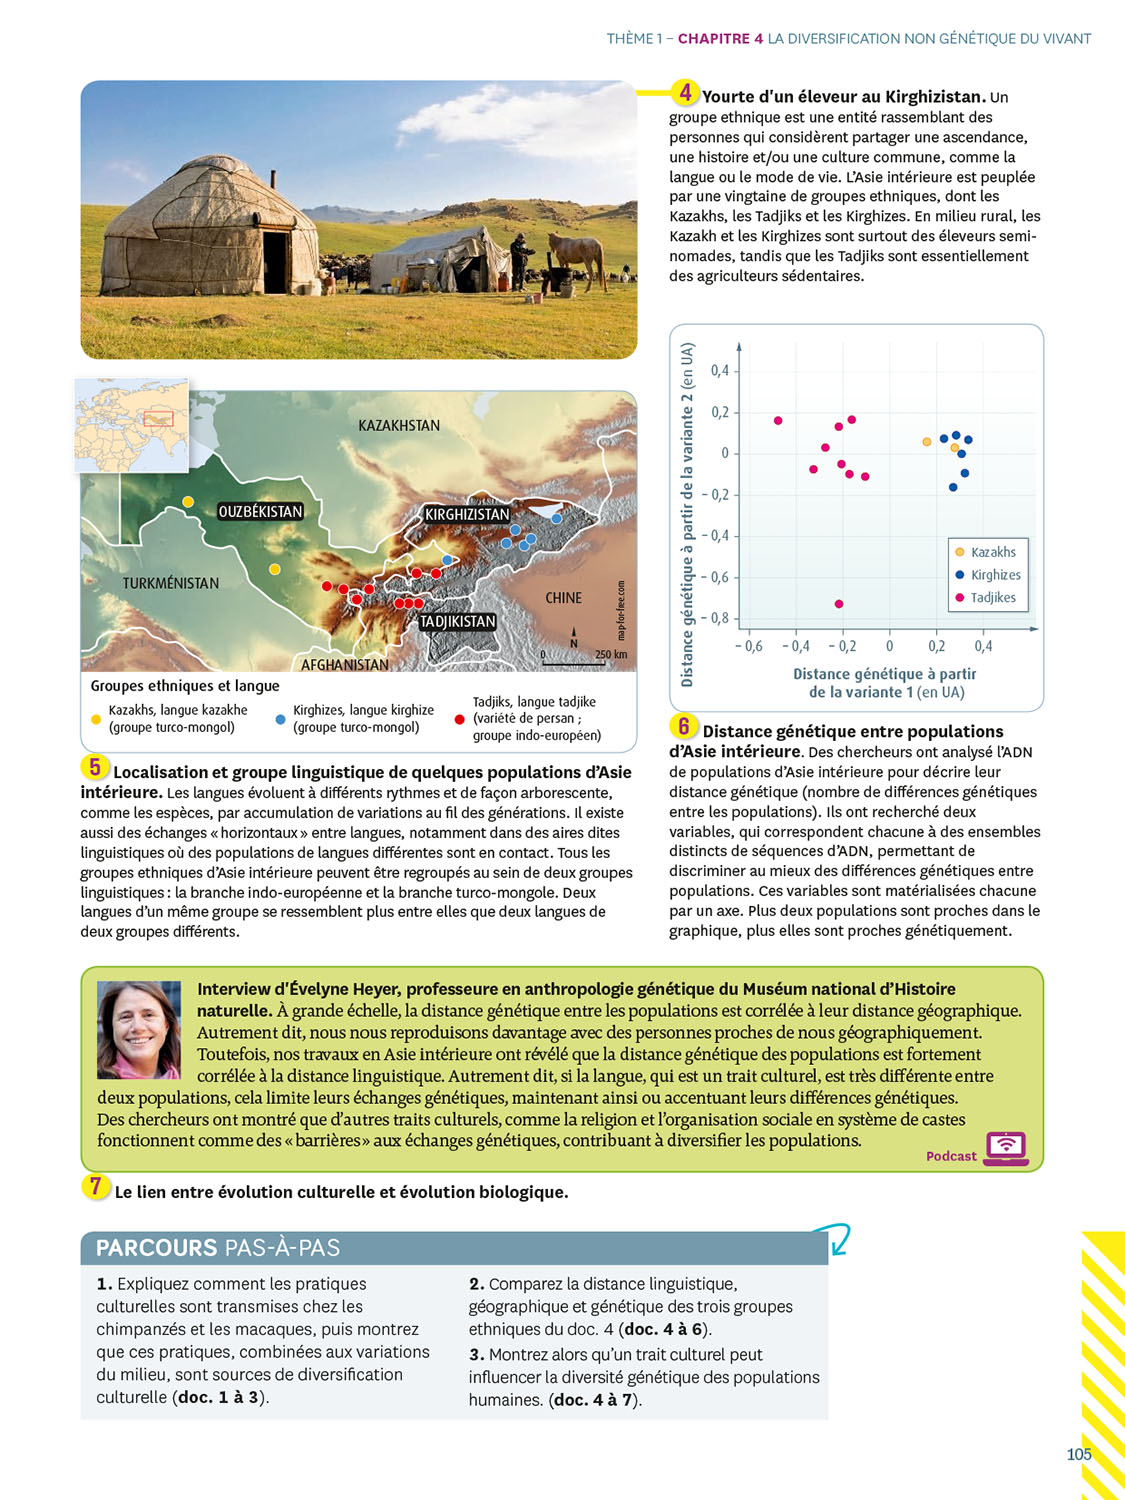 THÈME 1 – CHAPITRE 4 LA DIVERSIFICATION NON GÉNÉTIQUE DU VIVANT
4 Yourte d'un éleveur au Kirghizistan. Un
groupe ethnique est une entité rassemblant des
personnes qui considèrent partager une ascendance,
une histoire et/ou une culture commune, comme la
langue ou le mode de vie. L'Asie intérieure est peuplée
par une vingtaine de groupes ethniques, dont les
Kazakhs, les Tadjiks et les Kirghizes. En milieu rural, les
Kazakh et les Kirghizes sont surtout des éleveurs semi-
nomades, tandis que les Tadjiks sont essentiellement
des agriculteurs sédentaires.
KAZAKHSTAN
OUZBÉKISTAN
KIRGHIZISTAN
TURKMÉNISTAN
CHINE
TADJIKISTAN
AFGHANISTAN
N
0 250 km
map-for-free.com
Groupes ethniques et langue
Kazakhs, langue kazakhe
(groupe turco-mongol)
Kirghizes, langue kirghize
(groupe turco-mongol)
Tadjiks, langue tadjike
(variété de persan ;
groupe indo-européen)
5 Localisation et groupe linguistique de quelques populations d'Asie
intérieure. Les langues évoluent à différents rythmes et de façon arborescente,
comme les espèces, par accumulation de variations au fil des générations. Il existe
aussi des échanges « horizontaux » entre langues, notamment dans des aires dites
linguistiques où des populations de langues différentes sont en contact. Tous les
groupes ethniques d'Asie intérieure peuvent être regroupés au sein de deux groupes
linguistiques : la branche indo-européenne et la branche turco-mongole. Deux
langues d'un même groupe se ressemblent plus entre elles que deux langues de
deux groupes différents.
Distance génétique à partir de la variante 2 (en UA)
0,4
0,2
0
– 0,2
– 0,4
– 0,6
– 0,8
– 0,6 – 0,4 – 0,2 0 0,2 0,4
Kazakhs
Kirghizes
Tadjikes
Distance génétique à partir
de la variante 1 (en UA)
6 Distance génétique entre populations
d'Asie intérieure. Des chercheurs ont analysé l'ADN
de populations d'Asie intérieure pour décrire leur
distance génétique (nombre de différences génétiques
entre les populations). Ils ont recherché deux
variables, qui correspondent chacune à des ensembles
distincts de séquences d'ADN, permettant de
discriminer au mieux des différences génétiques entre
populations. Ces variables sont matérialisées chacune
par un axe. Plus deux populations sont proches dans le
graphique, plus elles sont proches génétiquement.
Interview d'Évelyne Heyer, professeure en anthropologie génétique du Muséum national d'Histoire
naturelle. À grande échelle, la distance génétique entre les populations est corrélée à leur distance géographique.
Autrement dit, nous nous reproduisons davantage avec des personnes proches de nous géographiquement.
Toutefois, nos travaux en Asie intérieure ont révélé que la distance génétique des populations est fortement
corrélée à la distance linguistique. Autrement dit, si la langue, qui est un trait culturel, est très différente entre
deux populations, cela limite leurs échanges génétiques, maintenant ainsi ou accentuant leurs différences génétiques.
Des chercheurs ont montré que d'autres traits culturels, comme la religion et l'organisation sociale en système de castes
fonctionnent comme des « barrières » aux échanges génétiques, contribuant à diversifier les populations.
Podcast
7 Le lien entre évolution culturelle et évolution biologique.
PARCOURS PAS-À-PAS
1. Expliquez comment les pratiques
culturelles sont transmises chez les
chimpanzés et les macaques, puis montrez
que ces pratiques, combinées aux variations
du milieu, sont sources de diversification
culturelle (doc. 1 à 3).
2. Comparez la distance linguistique,
géographique et génétique des trois groupes
ethniques du doc. 4 (doc. 4 à 6).
3. Montrez alors qu'un trait culturel peut
influencer la diversité génétique des populations
humaines. (doc. 4 à 7).
105